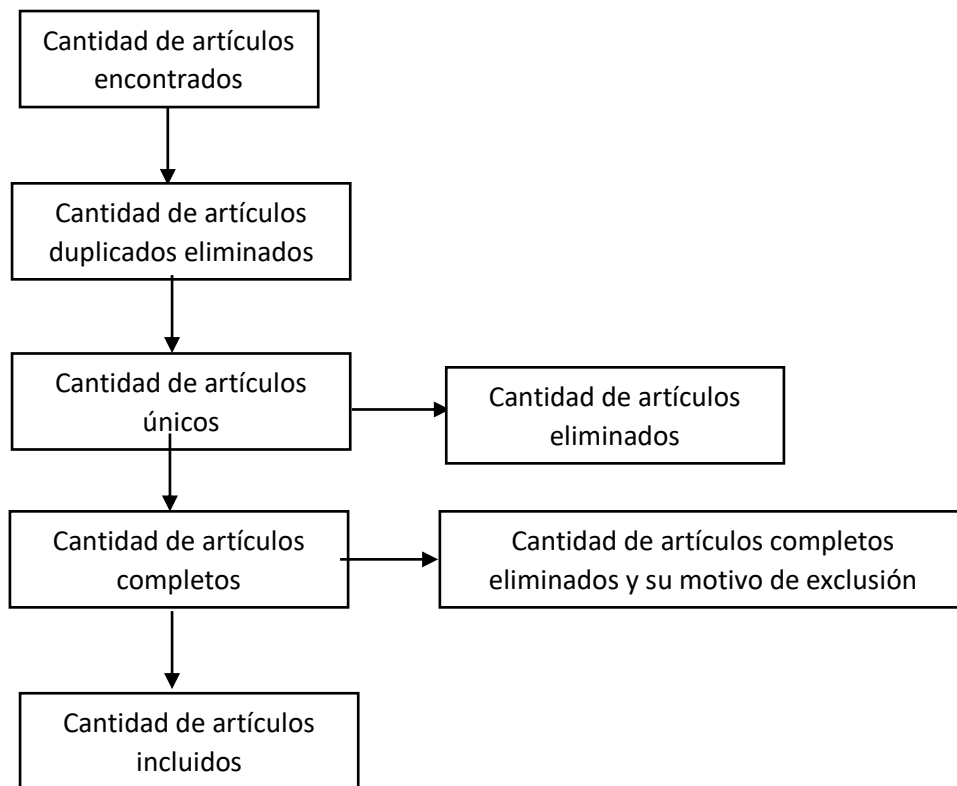 Cantidad de artículos
encontrados
Cantidad de artículos
duplicados eliminados
Cantidad de artículos
únicos
Cantidad de artículos
eliminados
Cantidad de artículos
completos
Cantidad de artículos completos
eliminados y su motivo de exclusión
Cantidad de artículos
incluidos